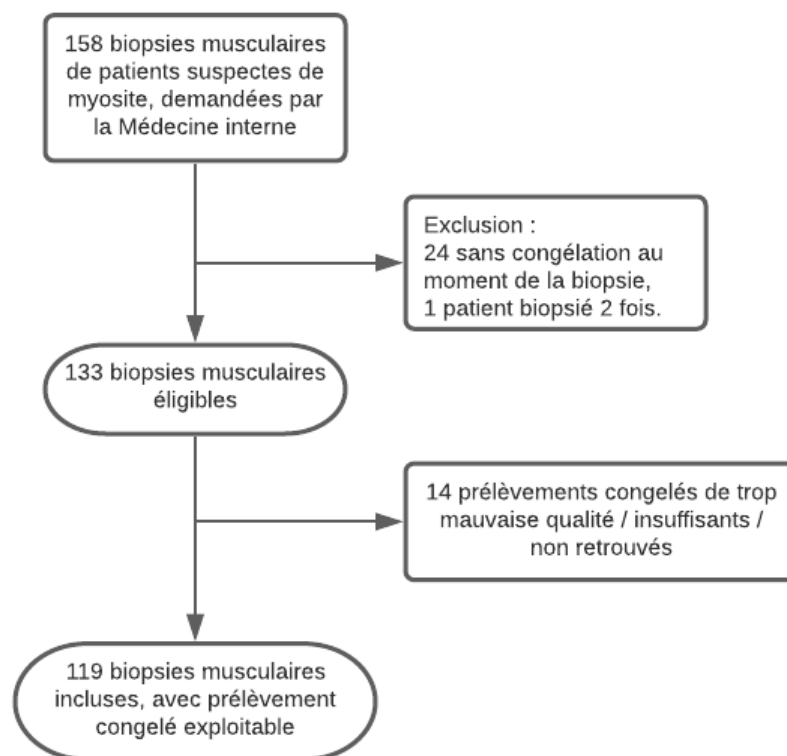 158 biopsies musculaires
de patients suspectes de
myosite, demandées par
la Médecine interne
Exclusion :
24 sans congélation au
moment de la biopsie,
1 patient biopsié 2 fois.
133 biopsies musculaires
éligibles
14 prélèvements congelés de trop
mauvaise qualité / insuffisants /
non retrouvés
119 biopsies musculaires
incluses, avec prélèvement
congelé exploitable